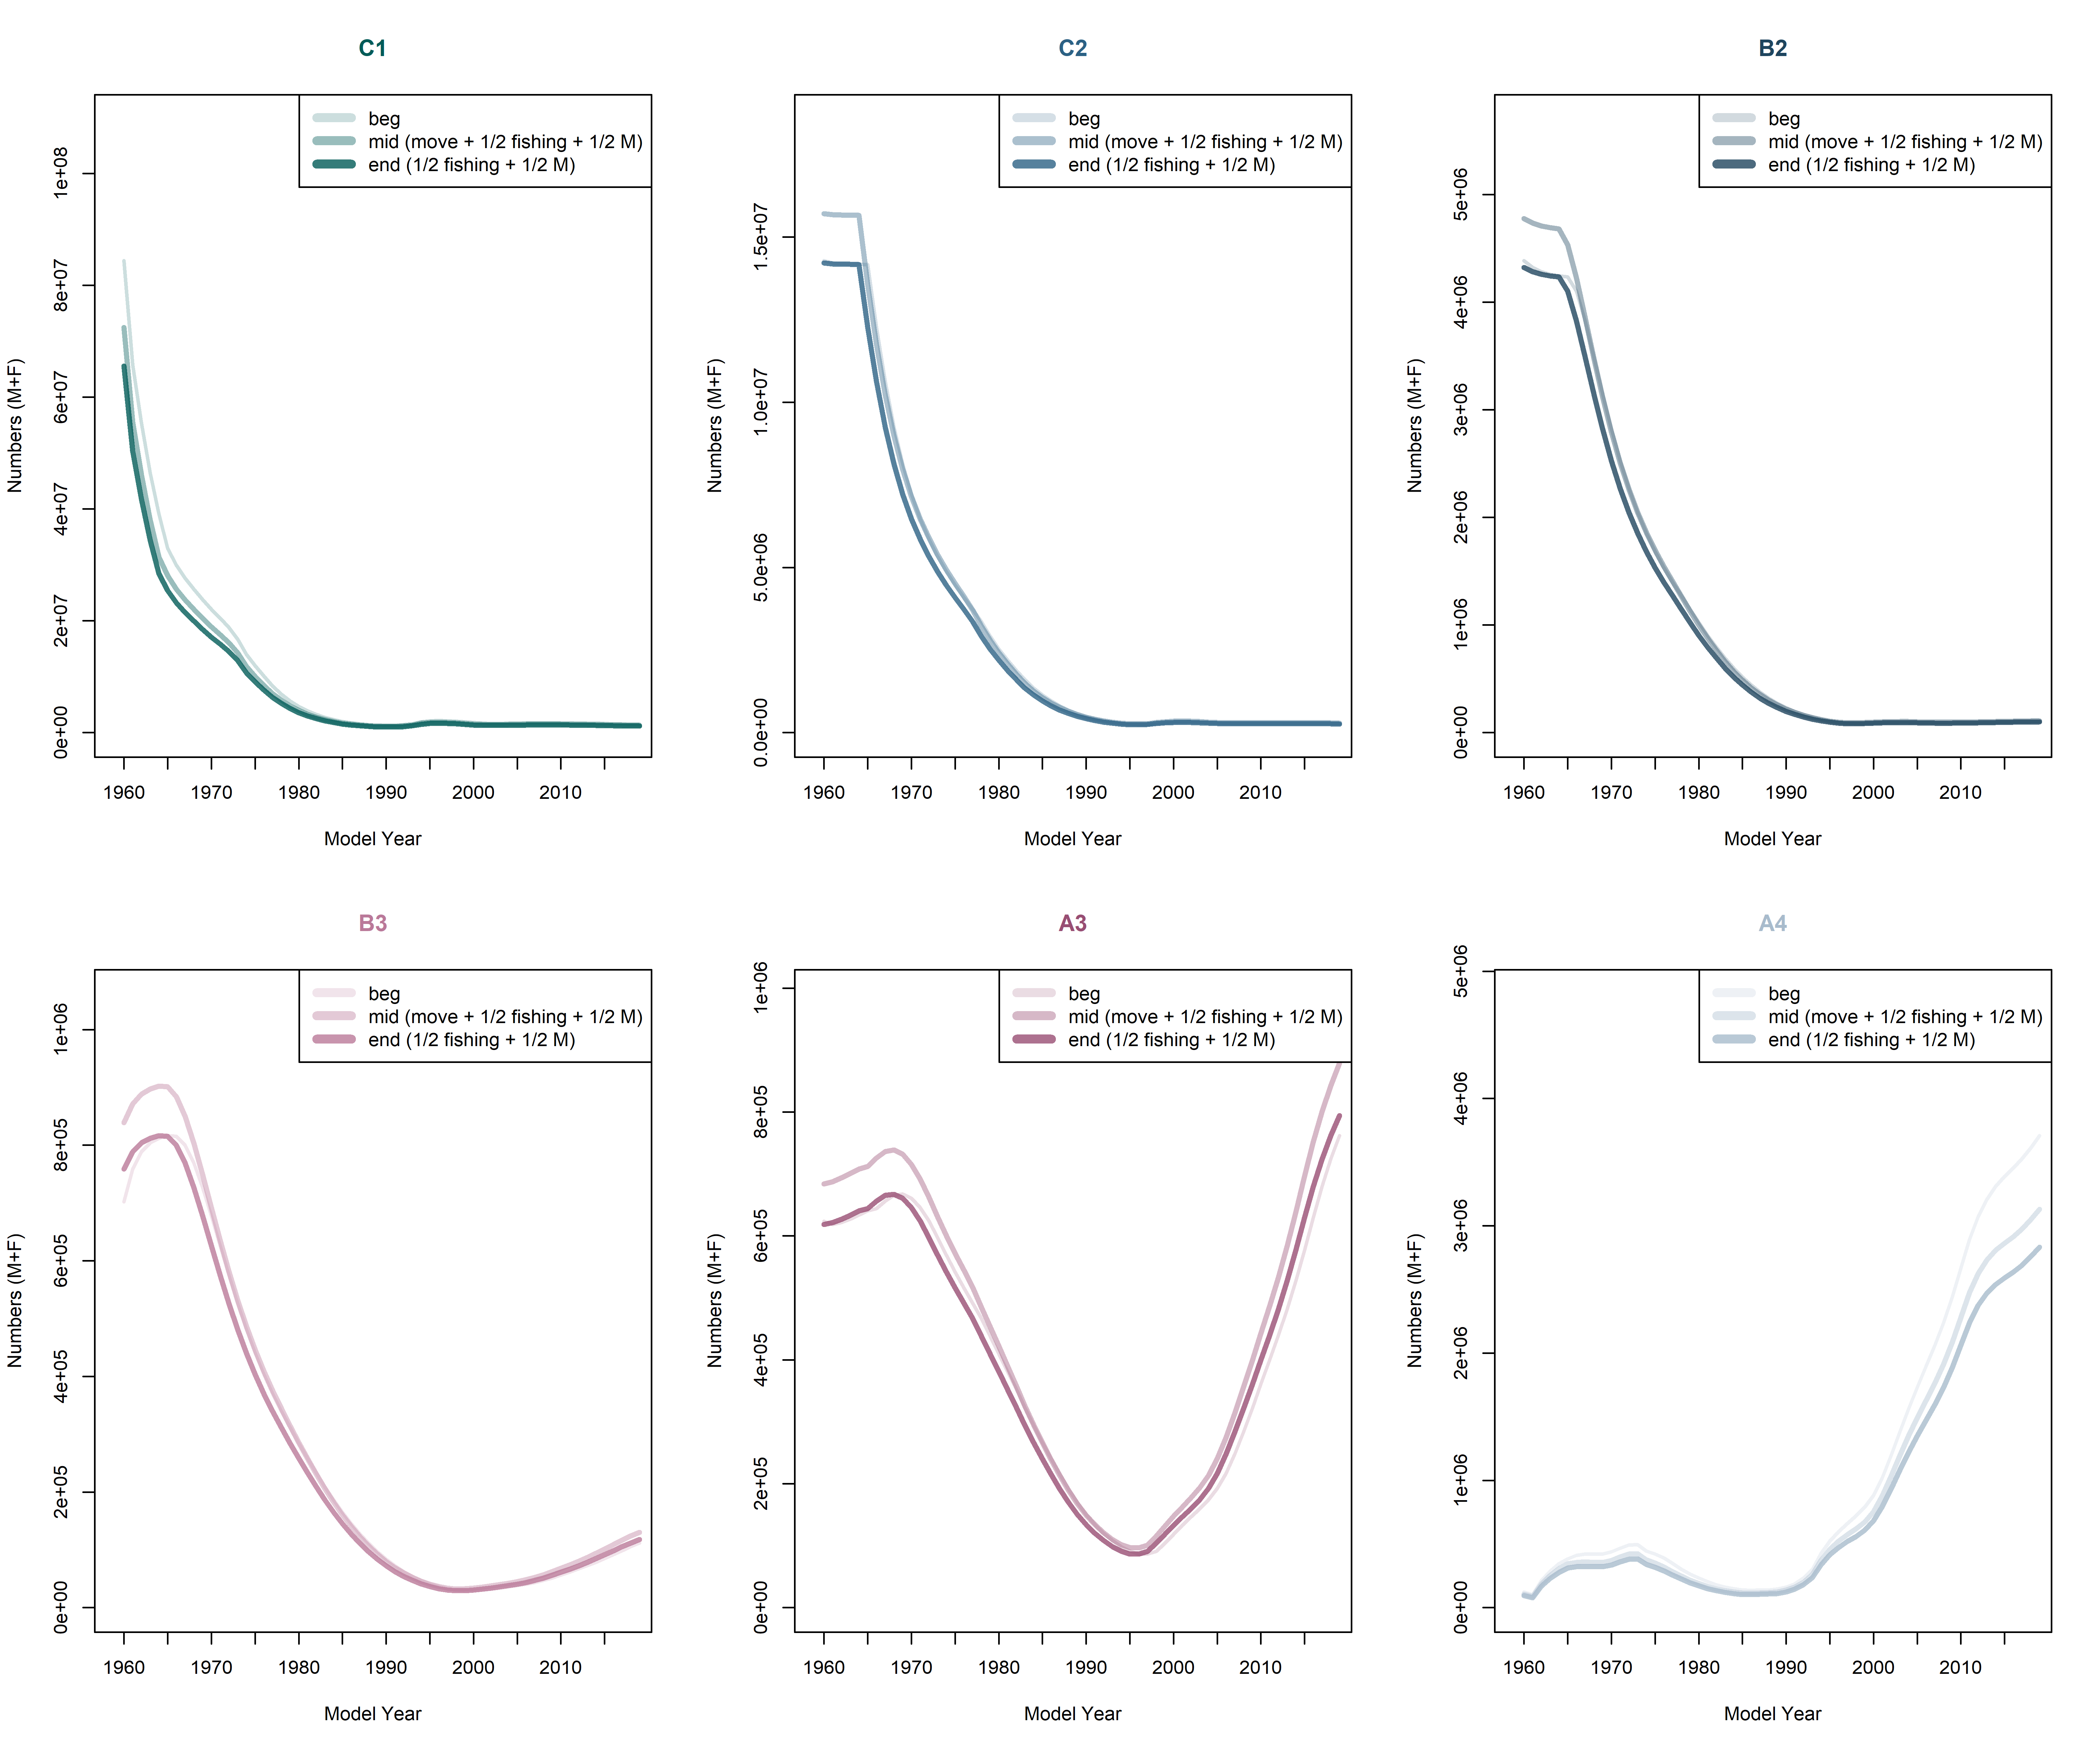 C1
beg
mid (move + 1/2 fishing + 1/2 M)
end (1/2 fishing + 1/2 M)
Numbers (M+F)
0e+00 2e+07 4e+07 6e+07 8e+07 1e+08
1960 1970 1980 1990 2000 2010
Model Year
C2
beg
mid (move + 1/2 fishing + 1/2 M)
end (1/2 fishing + 1/2 M)
Numbers (M+F)
0.0e+00 5.0e+06 1.0e+07 1.5e+07
1960 1970 1980 1990 2000 2010
Model Year
B2
beg
mid (move + 1/2 fishing + 1/2 M)
end (1/2 fishing + 1/2 M)
Numbers (M+F)
0e+00 1e+06 2e+06 3e+06 4e+06 5e+06
1960 1970 1980 1990 2000 2010
Model Year
B3
beg
mid (move + 1/2 fishing + 1/2 M)
end (1/2 fishing + 1/2 M)
Numbers (M+F)
0e+00 2e+05 4e+05 6e+05 8e+05 1e+06
1960 1970 1980 1990 2000 2010
Model Year
A3
beg
mid (move + 1/2 fishing + 1/2 M)
end (1/2 fishing + 1/2 M)
Numbers (M+F)
0e+00 2e+05 4e+05 6e+05 8e+05 1e+06
1960 1970 1980 1990 2000 2010
Model Year
A4
beg
mid (move + 1/2 fishing + 1/2 M)
end (1/2 fishing + 1/2 M)
Numbers (M+F)
0e+00 1e+06 2e+06 3e+06 4e+06 5e+06
1960 1970 1980 1990 2000 2010
Model Year